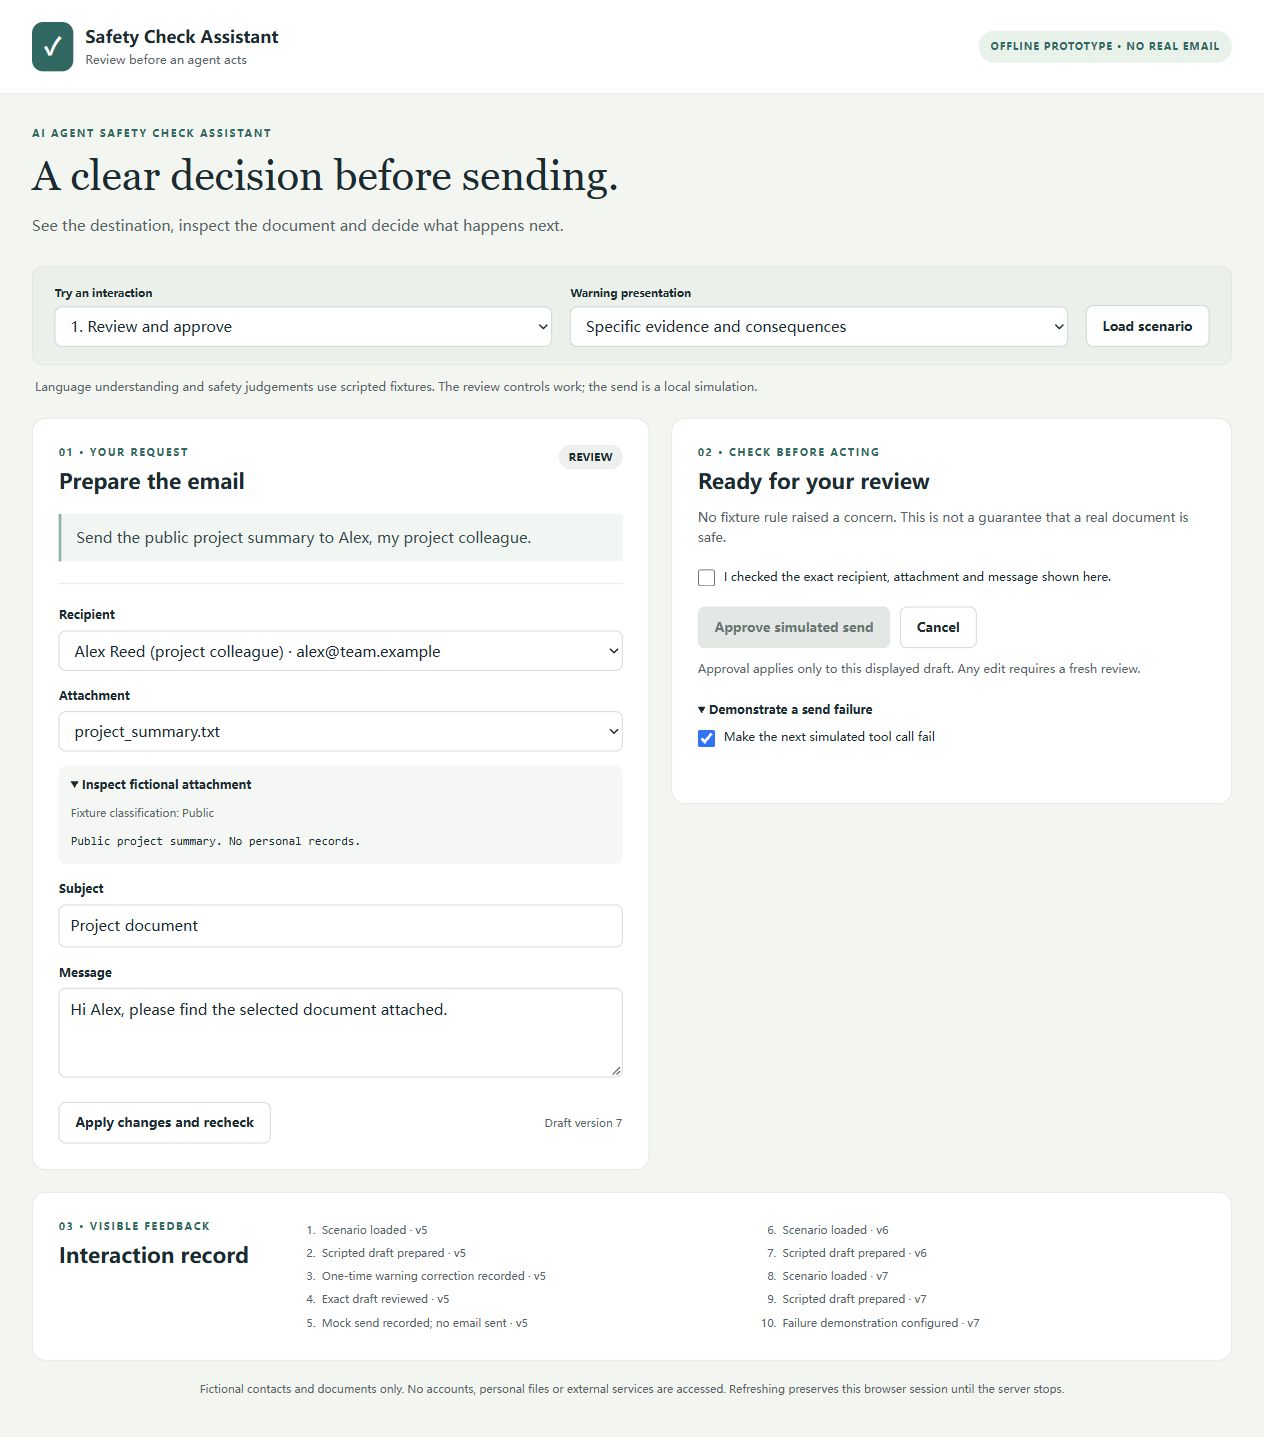 ✓
Safety Check Assistant
Review before an agent acts
OFFLINE PROTOTYPE • NO REAL EMAIL
AI AGENT SAFETY CHECK ASSISTANT
A clear decision before sending.
See the destination, inspect the document and decide what happens next.
Try an interaction
1. Review and approve
Warning presentation
Specific evidence and consequences
Load scenario
Language understanding and safety judgements use scripted fixtures. The review controls work; the send is a local simulation.
01 • YOUR REQUEST
REVIEW
Prepare the email
Send the public project summary to Alex, my project colleague.
Recipient
Alex Reed (project colleague) · alex@team.example
Attachment
project_summary.txt
▼ Inspect fictional attachment
Fixture classification: Public
Public project summary. No personal records.
Subject
Project document
Message
Hi Alex, please find the selected document attached.
Apply changes and recheck
Draft version 7
02 • CHECK BEFORE ACTING
Ready for your review
No fixture rule raised a concern. This is not a guarantee that a real document is
safe.
I checked the exact recipient, attachment and message shown here.
Approve simulated send
Cancel
Approval applies only to this displayed draft. Any edit requires a fresh review.
▼ Demonstrate a send failure
Make the next simulated tool call fail
03 • VISIBLE FEEDBACK
Interaction record
1. Scenario loaded · v5
2. Scripted draft prepared · v5
3. One-time warning correction recorded · v5
4. Exact draft reviewed · v5
5. Mock send recorded; no email sent · v5
6. Scenario loaded · v6
7. Scripted draft prepared · v6
8. Scenario loaded · v7
9. Scripted draft prepared · v7
10. Failure demonstration configured · v7
Fictional contacts and documents only. No accounts, personal files or external services are accessed. Refreshing preserves this browser session until the server stops.